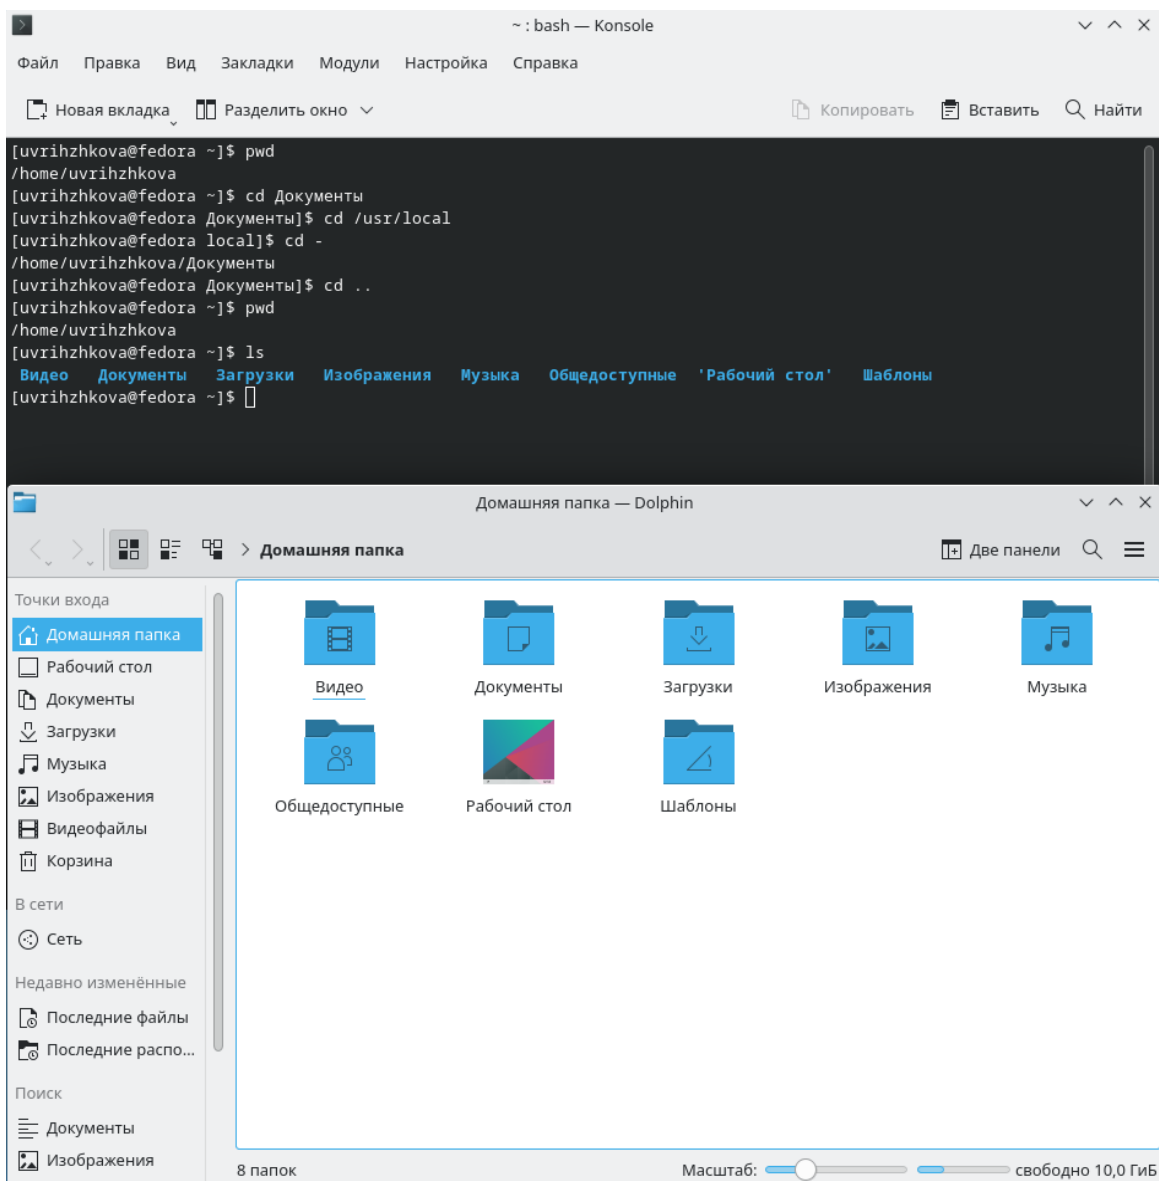 ~ : bash — Konsole
Файл Правка Вид Закладки Модули Настройка Справка
Новая вкладка Разделить окно Копировать Вставить Найти
[uvrihzhkova@fedora ~]$ pwd
/home/uvrihzhkova
[uvrihzhkova@fedora ~]$ cd Документы
[uvrihzhkova@fedora Документы]$ cd /usr/local
[uvrihzhkova@fedora local]$ cd -
/home/uvrihzhkova/Документы
[uvrihzhkova@fedora Документы]$ cd ..
[uvrihzhkova@fedora ~]$ pwd
/home/uvrihzhkova
[uvrihzhkova@fedora ~]$ ls
Видео Документы Загрузки Изображения Музыка Общедоступные 'Рабочий стол' Шаблоны
[uvrihzhkova@fedora ~]$
Домашняя папка — Dolphin
Домашняя папка Две панели
Точки входа
Домашняя папка
Рабочий стол
Документы
Загрузки
Музыка
Изображения
Видеофайлы
Корзина
В сети
Сеть
Недавно изменённые
Последние файлы
Последние распо...
Поиск
Документы
Изображения
Видео Документы Загрузки Изображения Музыка
Общедоступные Рабочий стол Шаблоны
8 папок Масштаб: свободно 10,0 ГиБ